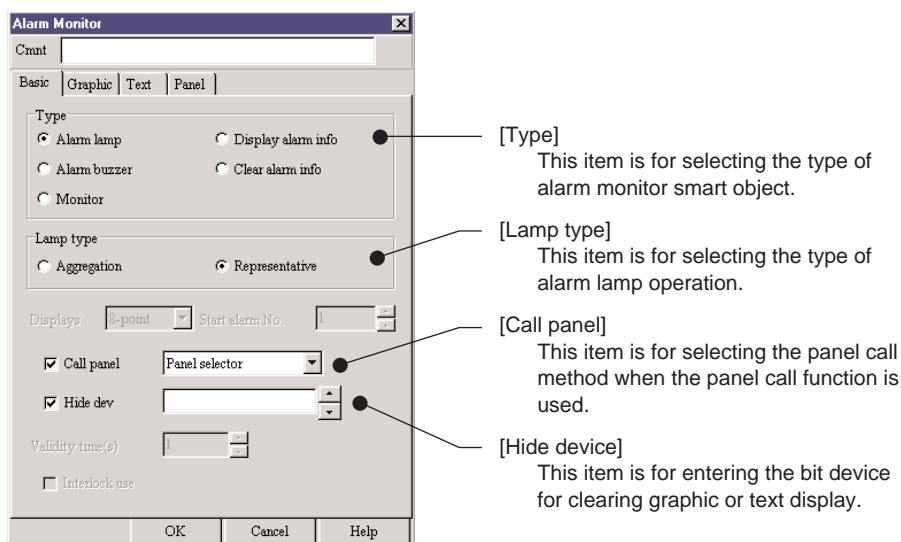 Alarm Monitor
Cmnt
Basic Graphic Text Panel
Type
Alarm lamp Display alarm info
Alarm buzzer Clear alarm info
Monitor
Lamp type
Aggregation Representative
Displays 8-point Start alarm No. 1
Call panel Panel selector
Hide dev
Validity time(s) 1
Interlock use
OK Cancel Help
[Type]
This item is for selecting the type of
alarm monitor smart object.
[Lamp type]
This item is for selecting the type of
alarm lamp operation.
[Call panel]
This item is for selecting the panel call
method when the panel call function is
used.
[Hide device]
This item is for entering the bit device
for clearing graphic or text display.